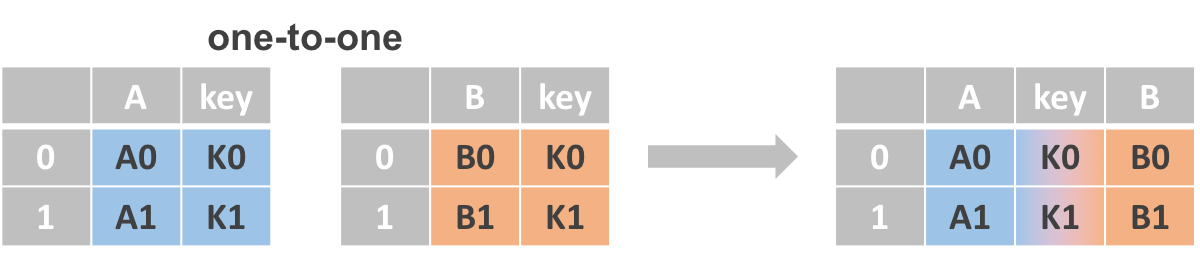 one-to-one
A key
0 A0 K0
1 A1 K1
B key
0 B0 K0
1 B1 K1
A key B
0 A0 K0 B0
1 A1 K1 B1